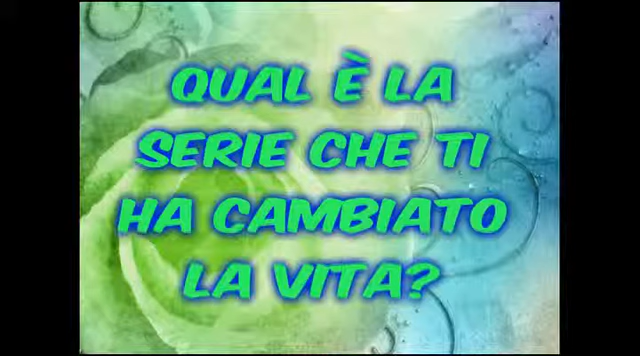 QUAL È LA
SERIE CHE TI
HA CAMBIATO
LA VITA?